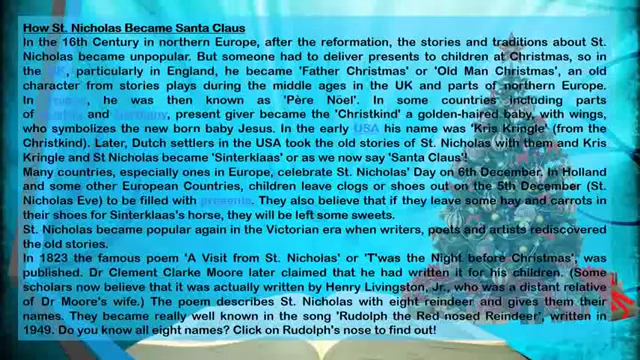 How St. Nicholas Became Santa Claus
In the 16th Century in northern Europe, after the reformation, the stories and traditions about St.
Nicholas became unpopular. But someone had to deliver presents to children at Christmas, so in
the UK, particularly in England, he became 'Father Christmas' or 'Old Man Christmas', an old
character from stories plays during the middle ages in the UK and parts of northern Europe.
In , he was then known as 'Père Nöel'. In some countries including parts
of and Germany, present giver became the 'Christkind' a golden-haired baby, with wings,
who symbolizes the new born baby Jesus. In the early USA his name was 'Kris Kringle' (from the
Christkind). Later, Dutch settlers in the USA took the old stories of St. Nicholas with them and Kris
Kringle and St Nicholas became 'Sinterklaas' or as we now say 'Santa Claus'!
Many countries, especially ones in Europe, celebrate St. Nicholas' Day on 6th December. In Holland
and some other European Countries, children leave clogs or shoes out on the 5th December (St.
Nicholas Eve) to be filled with presents. They also believe that if they leave some hay and carrots in
their shoes for Sinterklaas's horse, they will be left some sweets.
St. Nicholas became popular again in the Victorian era when writers, poets and artists rediscovered
the old stories.
In 1823 the famous poem 'A Visit from St. Nicholas' or 'T'was the Night before Christmas', was
published. Dr Clement Clarke Moore later claimed that he had written it for his children. (Some
scholars now believe that it was actually written by Henry Livingston, Jr., who was a distant relative
of Dr Moore's wife.) The poem describes St. Nicholas with eight reindeer and gives them their
names. They became really well known in the song 'Rudolph the Red nosed Reindeer', written in
1949. Do you know all eight names? Click on Rudolph's nose to find out!